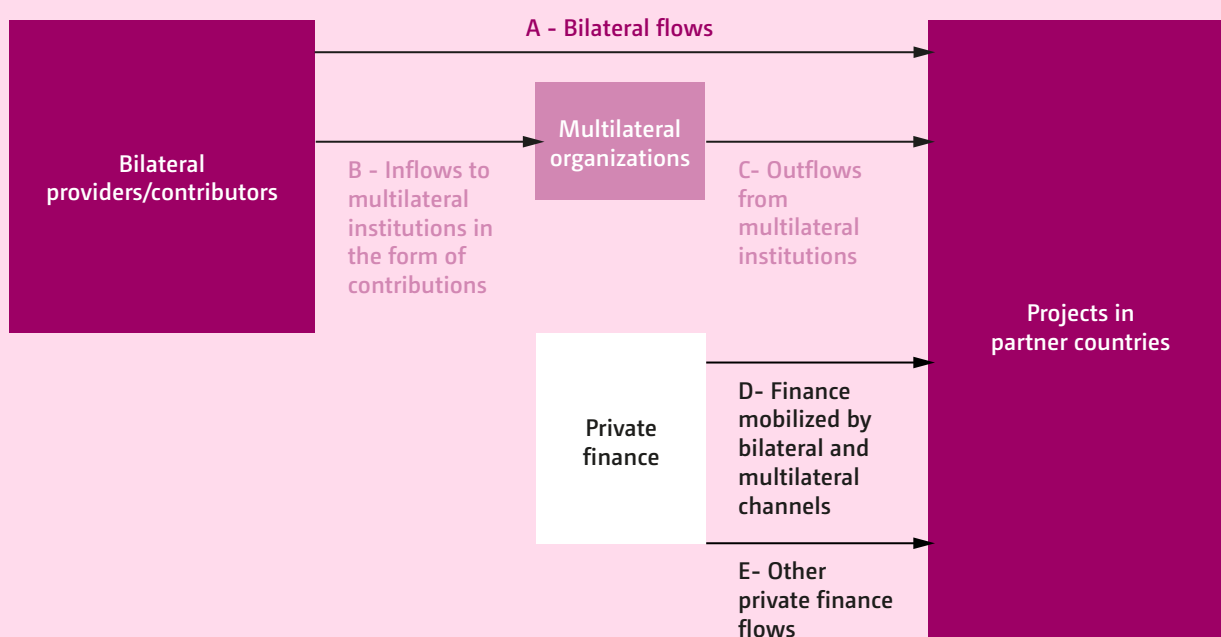 A - Bilateral flows
Bilateral
providers/contributors
Multilateral
organizations
B - Inflows to
multilateral
institutions in
the form of
contributions
C- Outflows
from
multilateral
institutions
Projects in
partner countries
Private
finance
D- Finance
mobilized by
bilateral and
multilateral
channels
E- Other
private finance
flows